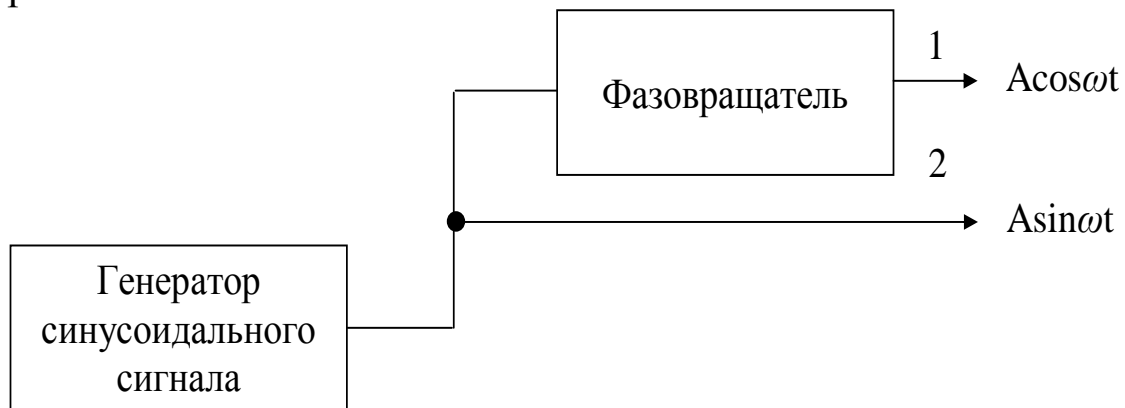 1
Фазовращатель
Acosωt
2
Asinωt
Генератор
синусоидального
сигнала